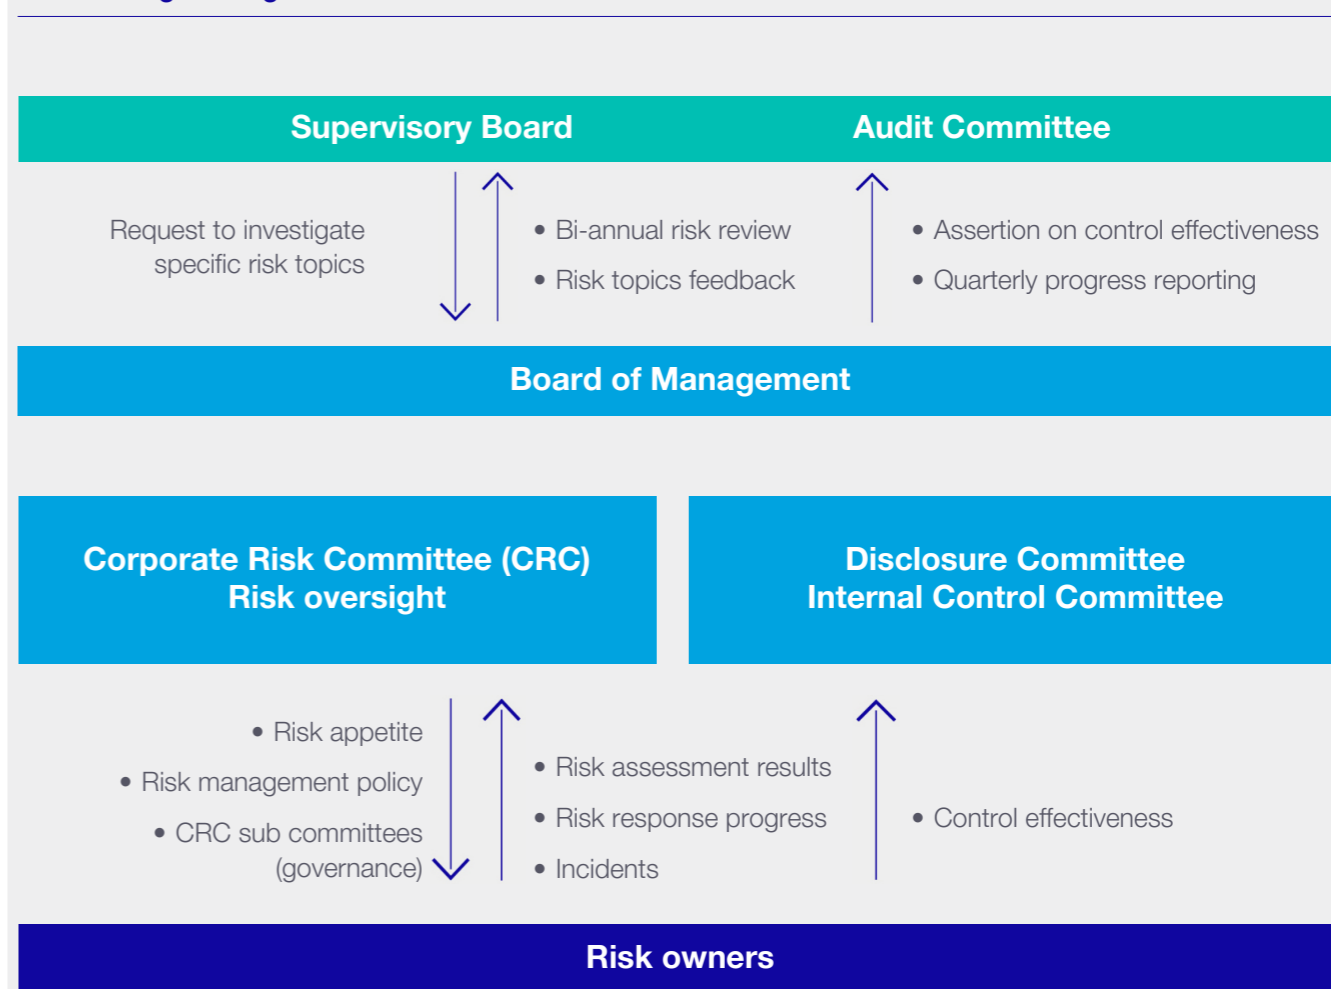 Supervisory Board
Audit Committee
Request to investigate
specific risk topics
• Bi-annual risk review
• Risk topics feedback
• Assertion on control effectiveness
• Quarterly progress reporting
Board of Management
Corporate Risk Committee (CRC)
Risk oversight
Disclosure Committee
Internal Control Committee
• Risk appetite
• Risk management policy
• CRC sub committees
(governance)
• Risk assessment results
• Risk response progress
• Incidents
• Control effectiveness
Risk owners